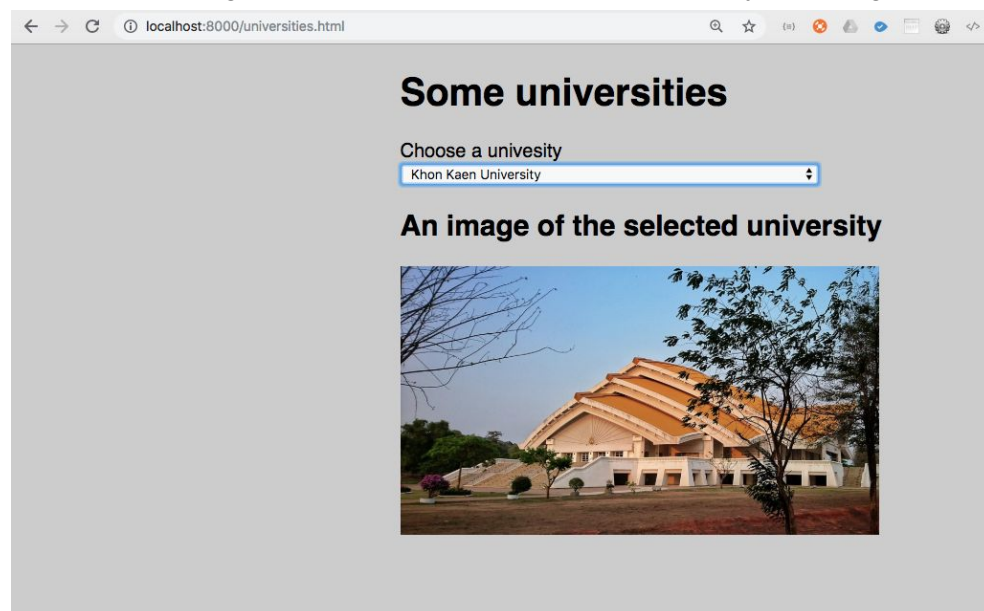 localhost:8000/universities.html
Some universities
Choose a univesity
Khon Kaen University
An image of the selected university